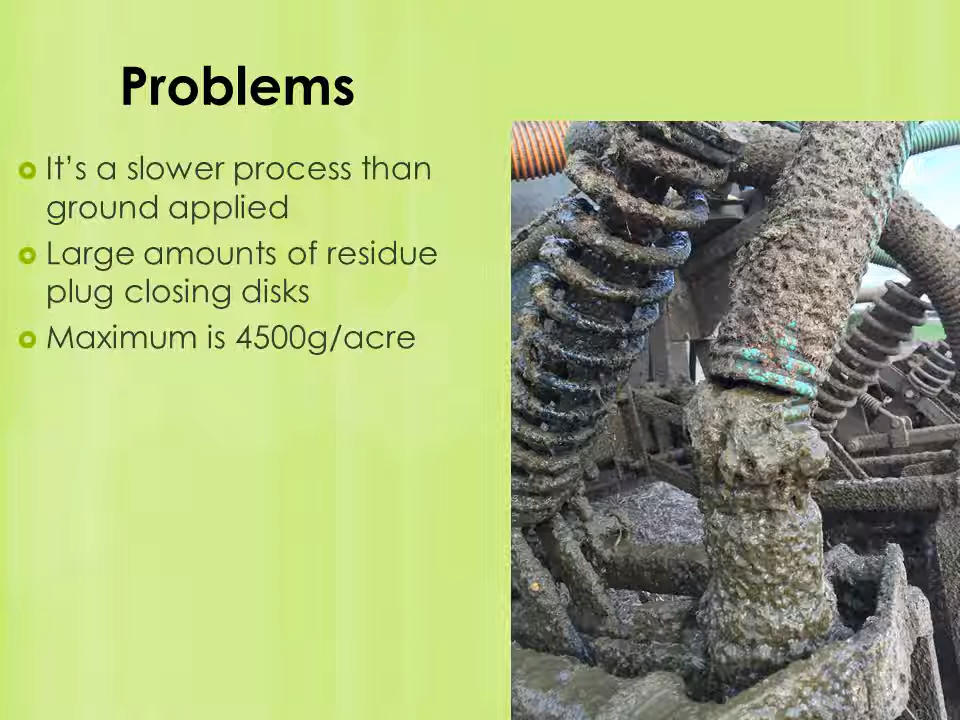 Problems
It's a slower process than
ground applied
Large amounts of residue
plug closing disks
Maximum is 4500g/acre